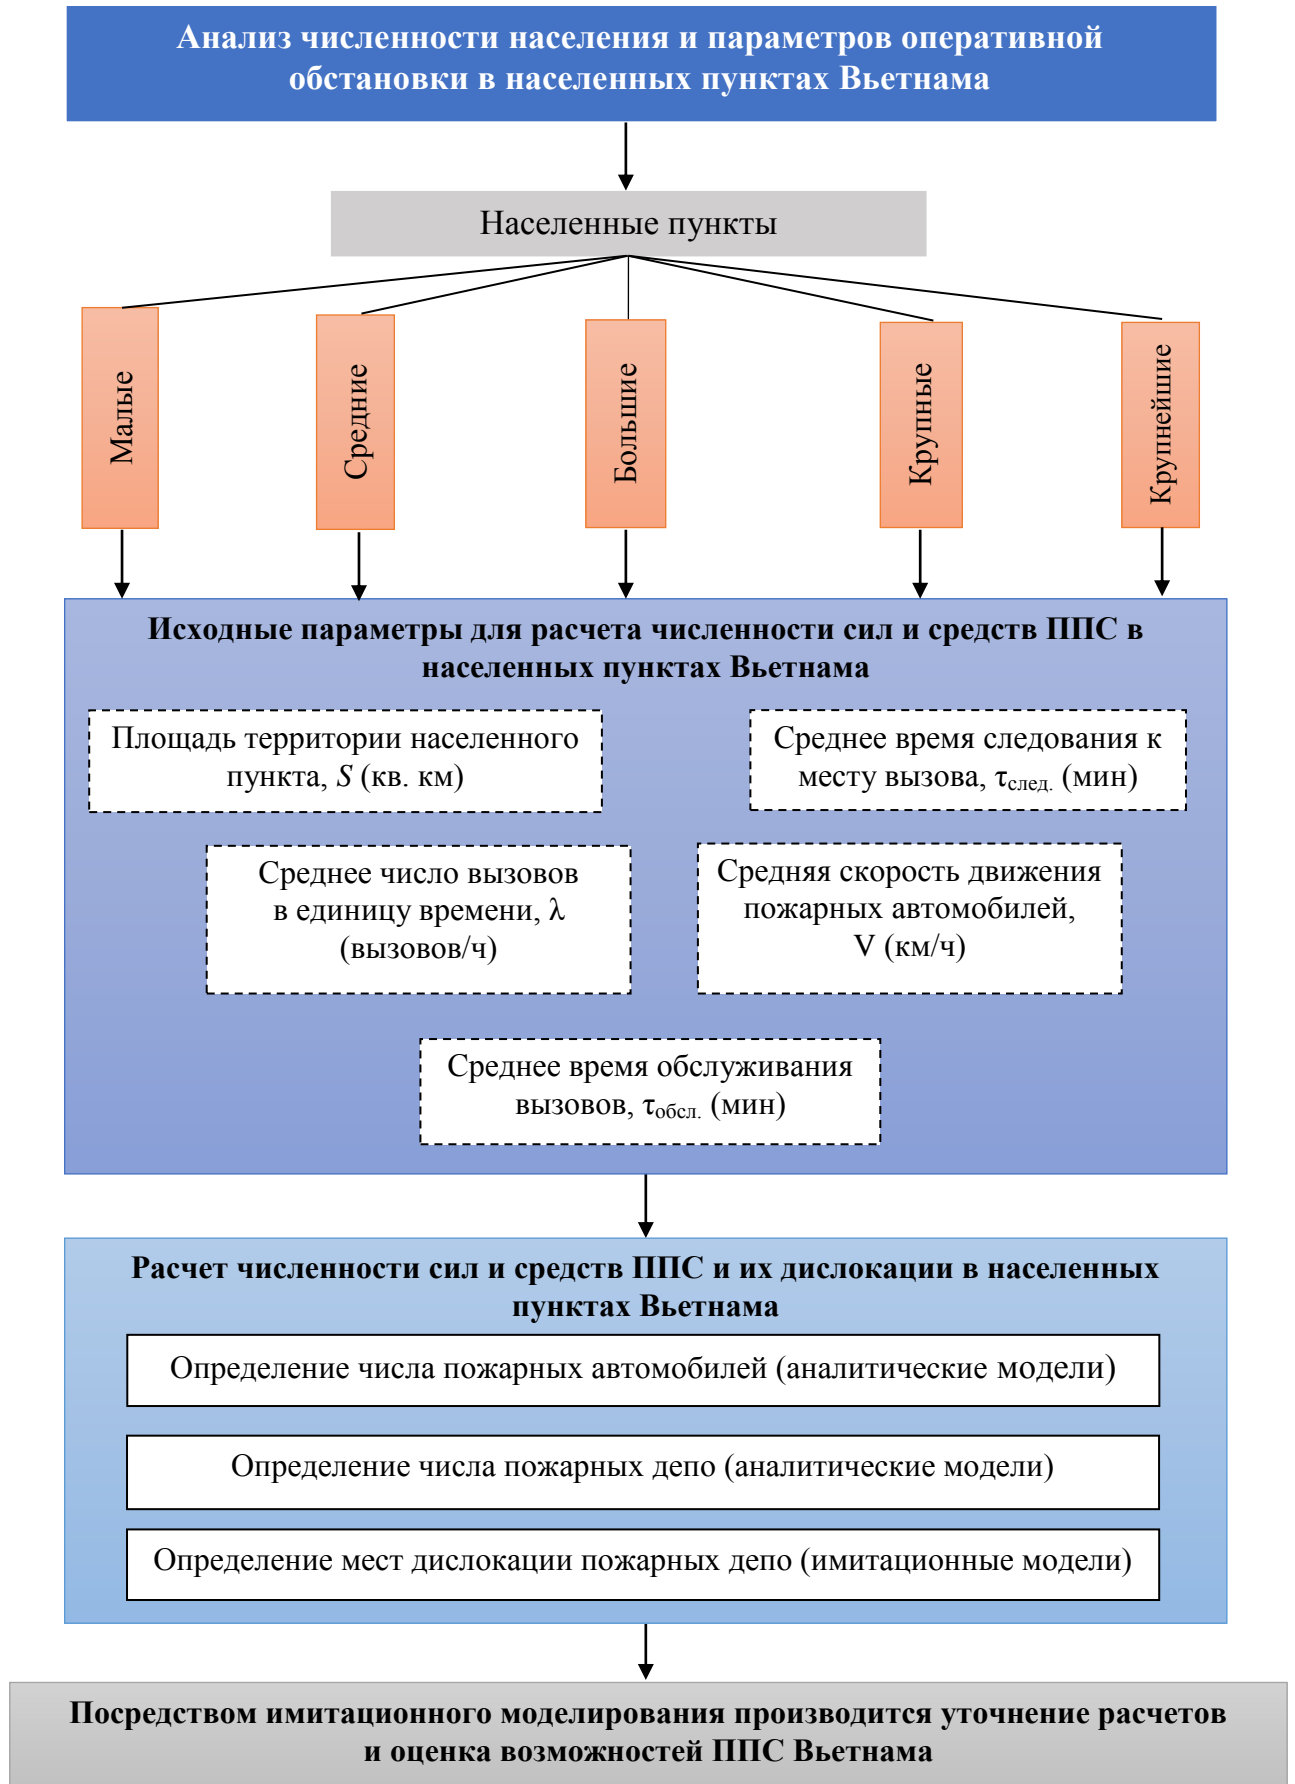 Анализ численности населения и параметров оперативной
обстановки в населенных пунктах Вьетнама
Населенные пункты
Малые
Средние
Большие
Крупные
Крупнейшие
Исходные параметры для расчета численности сил и средств ППС в
населенных пунктах Вьетнама
Площадь территории населенного
пункта, S (кв. км)
Среднее время следования к
месту вызова, τслед. (мин)
Среднее число вызовов
в единицу времени, λ
(вызовов/ч)
Средняя скорость движения
пожарных автомобилей,
V (км/ч)
Среднее время обслуживания
вызовов, τобсл. (мин)
Расчет численности сил и средств ППС и их дислокации в населенных
пунктах Вьетнама
Определение числа пожарных автомобилей (аналитические модели)
Определение числа пожарных депо (аналитические модели)
Определение мест дислокации пожарных депо (имитационные модели)
Посредством имитационного моделирования производится уточнение расчетов
и оценка возможностей ППС Вьетнама